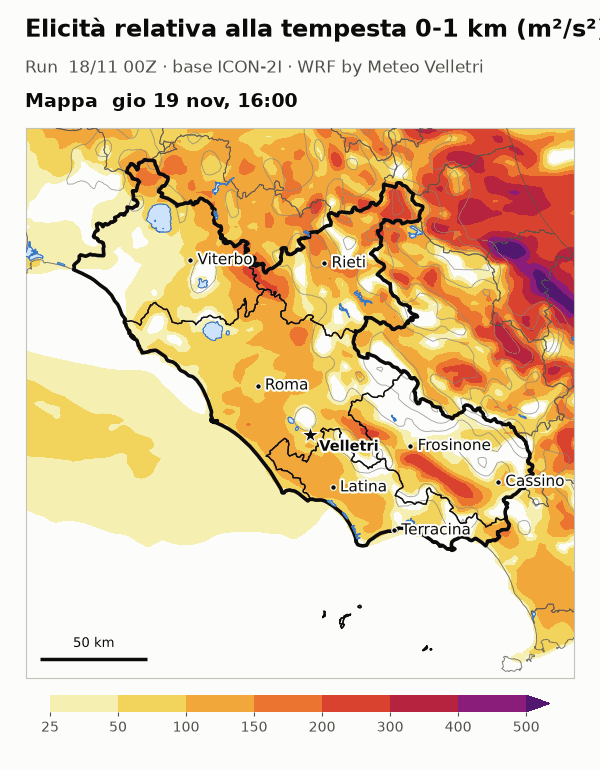 Elicità relativa alla tempesta 0-1 km (m²/s²)
Run  18/11 00Z · base ICON-2I · WRF by Meteo Velletri
Mappa  gio 19 nov, 16:00
Viterbo
Rieti
Roma
Velletri
Frosinone
Cassino
Latina
Terracina
50 km
25 50 100 150 200 300 400 500